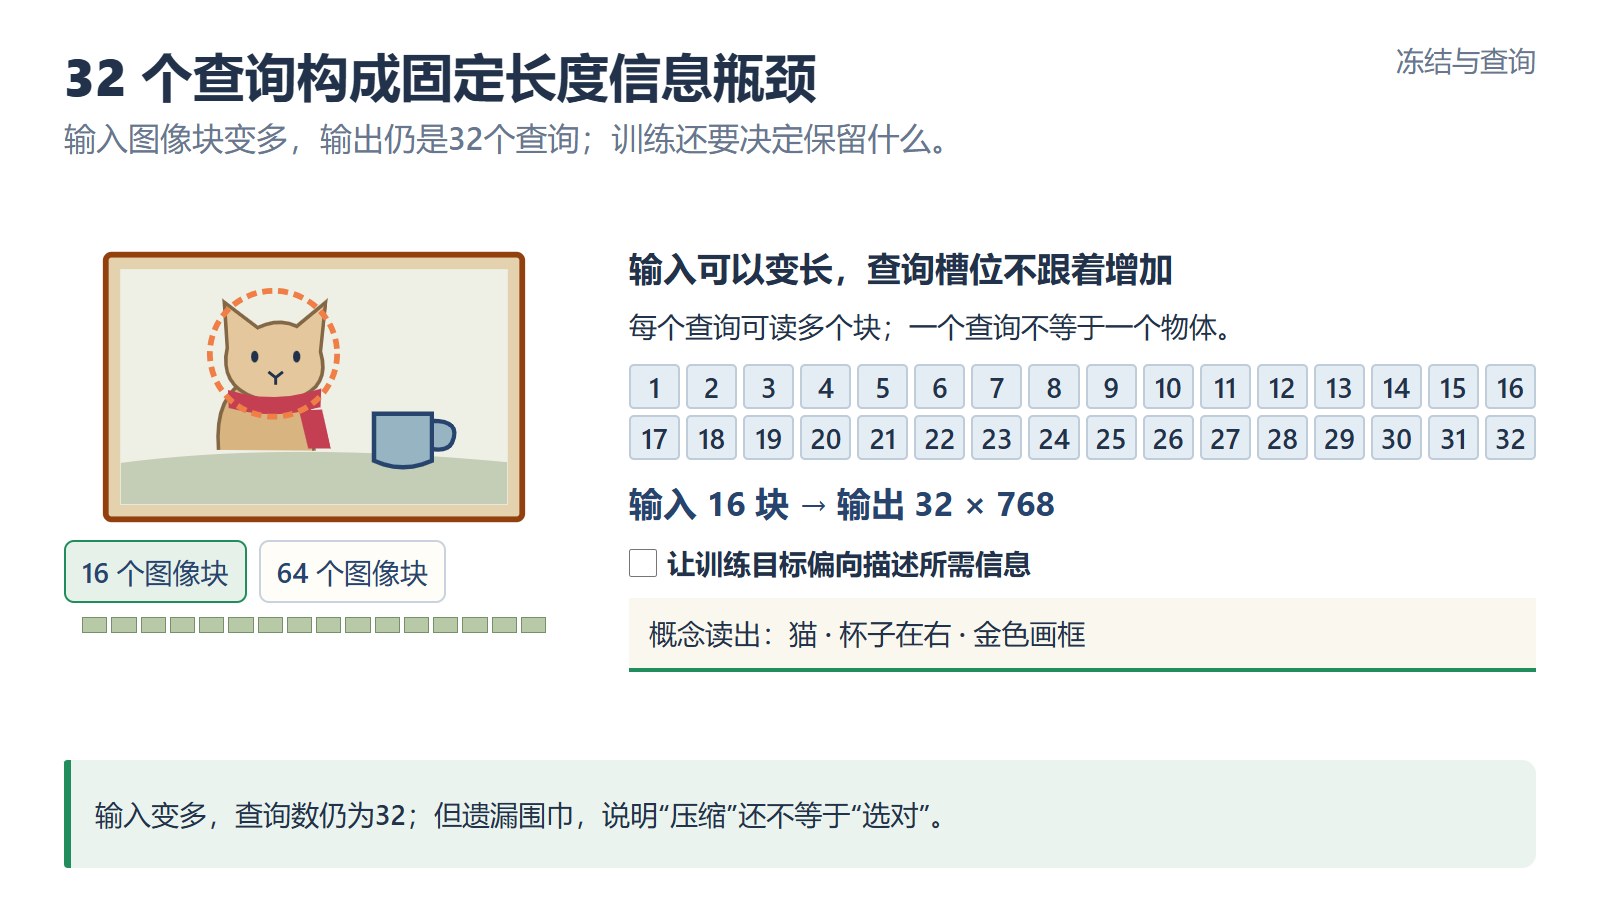 32 个查询构成固定长度信息瓶颈
冻结与查询
输入图像块变多，输出仍是32个查询；训练还要决定保留什么。
输入可以变长，查询槽位不跟着增加
每个查询可读多个块；一个查询不等于一个物体。
1 2 3 4 5 6 7 8 9 10 11 12 13 14 15 16
17 18 19 20 21 22 23 24 25 26 27 28 29 30 31 32
输入 16 块 → 输出 32 × 768
16 个图像块 64 个图像块
让训练目标偏向描述所需信息
概念读出：猫 · 杯子在右 · 金色画框
输入变多，查询数仍为32；但遗漏围巾，说明“压缩”还不等于“选对”。